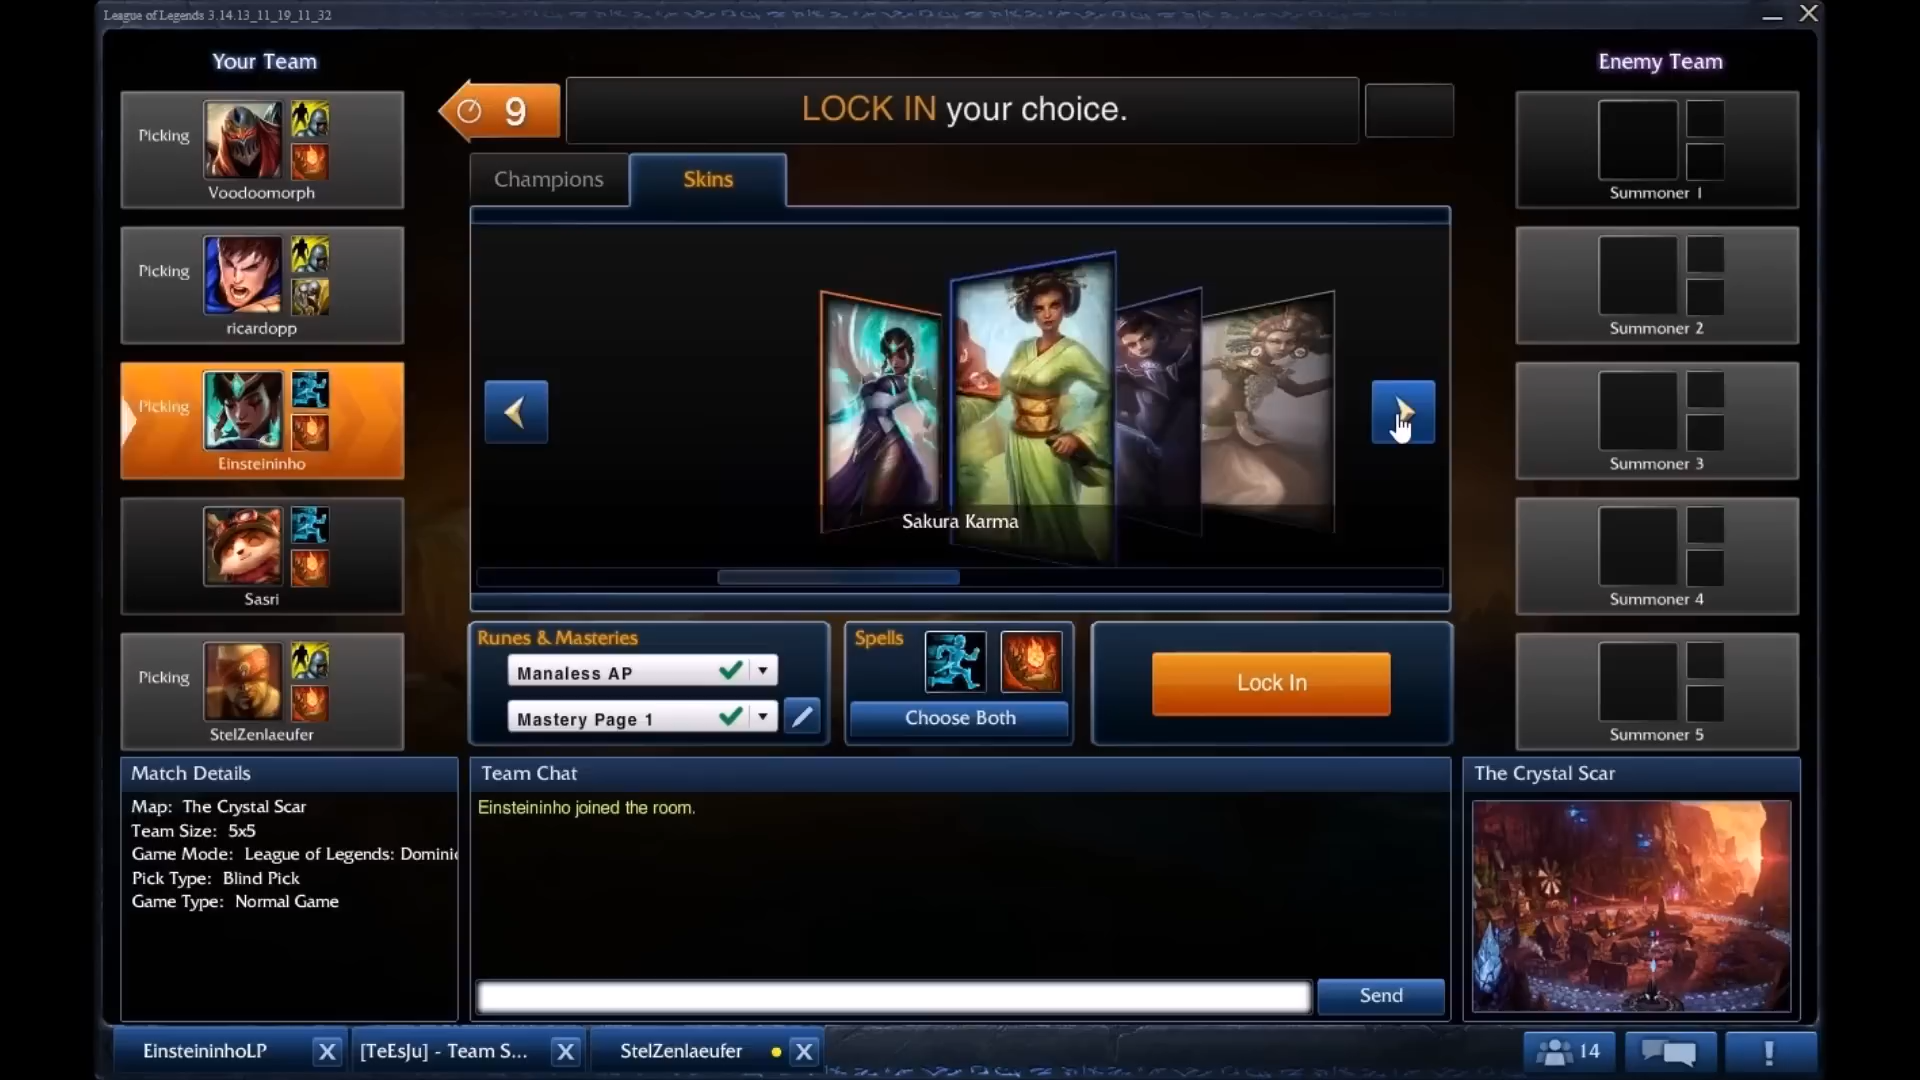 League of Legends 3.14.13_11_19_11_32
Your Team
Enemy Team
9
LOCK IN your choice.
Picking
Voodoomorph
Picking
ricardopp
Picking
Einsteininho
Sasri
Picking
StelZenlaeufer
Champions
Skins
Sakura Karma
Summoner 1
Summoner 2
Summoner 3
Summoner 4
Summoner 5
Runes & Masteries
Manaless AP
Mastery Page 1
Spells
Choose Both
Lock In
Match Details
Map: The Crystal Scar
Team Size: 5x5
Game Mode: League of Legends: Dominic
Pick Type: Blind Pick
Game Type: Normal Game
Team Chat
Einsteininho joined the room.
Send
The Crystal Scar
EinsteininhoLP X
[TeEsJu] - Team S... X
StelZenlaeufer X
14
!